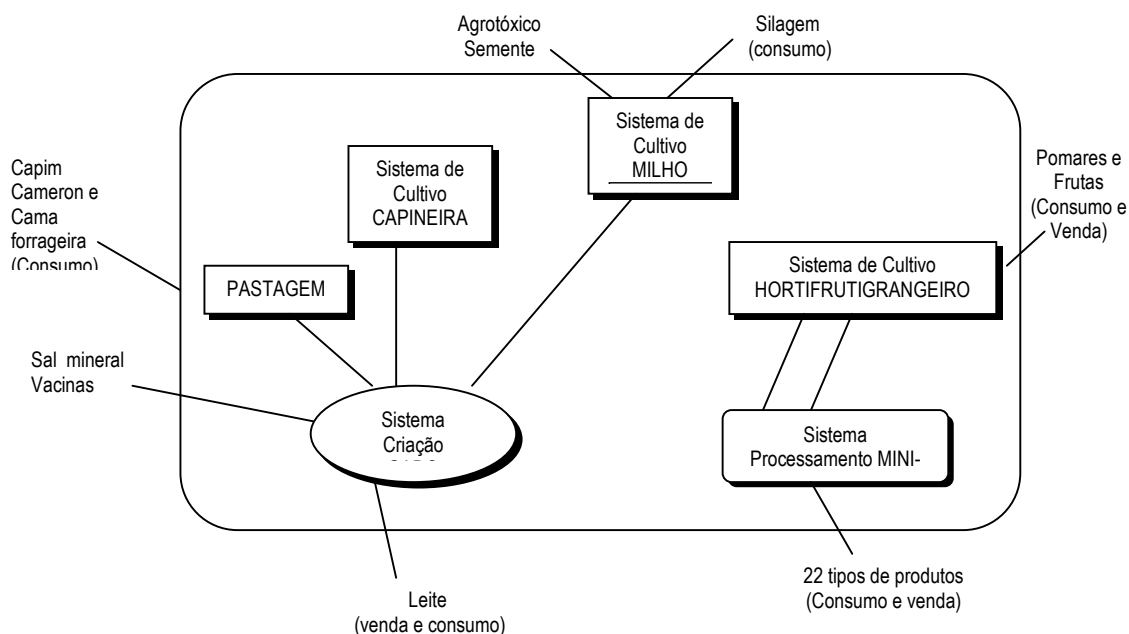 Agrotóxico
Semente
Silagem
(consumo)
Sistema de
Cultivo
MILHO
Sistema de
Cultivo
CAPINEIRA
Capim
Cameron e
Cama
forrageira
(Consumo)
Pomares e
Frutas
(Consumo e
Venda)
PASTAGEM
Sistema de Cultivo
HORTIFRUTIGRANGEIRO
Sal mineral
Vacinas
Sistema
Criação
Sistema
Processamento MINI-
22 tipos de produtos
(Consumo e venda)
Leite
(venda e consumo)